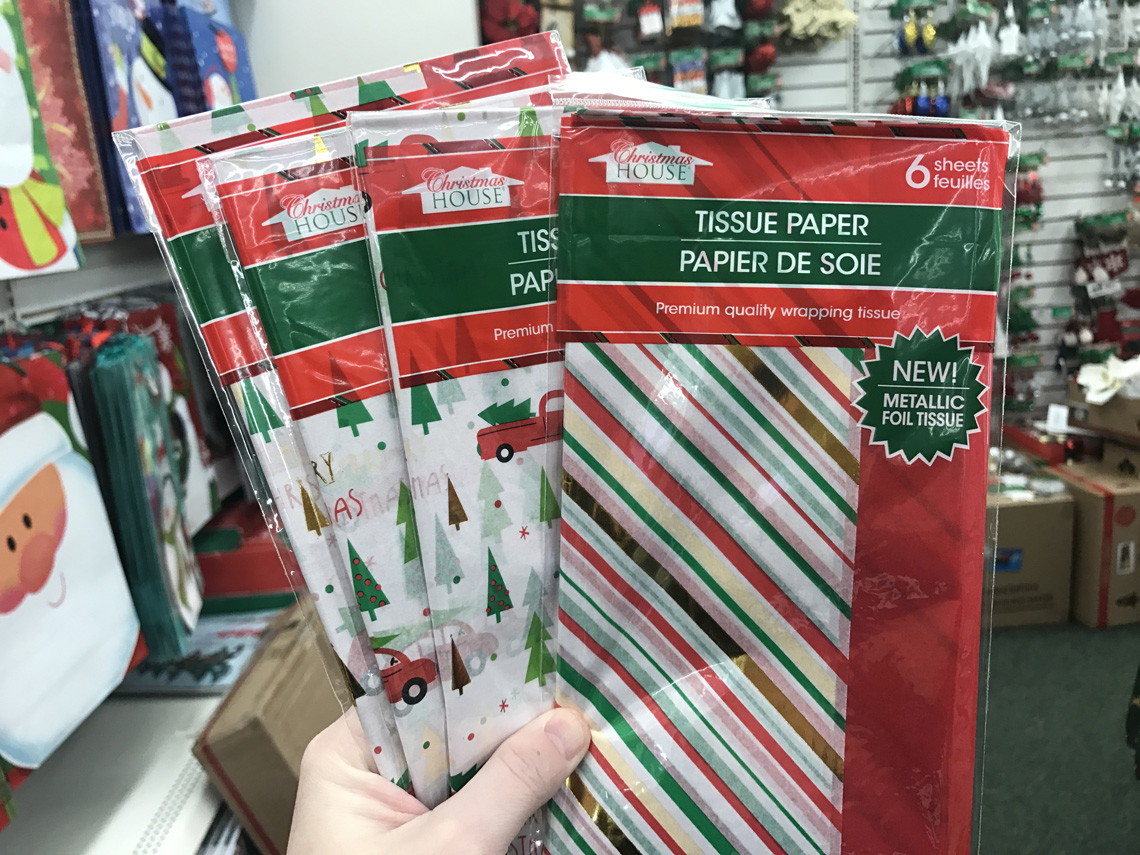 Christmas
HOUSE
6 sheets
feuilles
TISSUE PAPER
PAPIER DE SOIE
Premium quality wrapping tissue
NEW!
METALLIC
FOIL TISSUE
Christmas
HOUSE
TISS
PAP
Premium
Christmas
HOUS